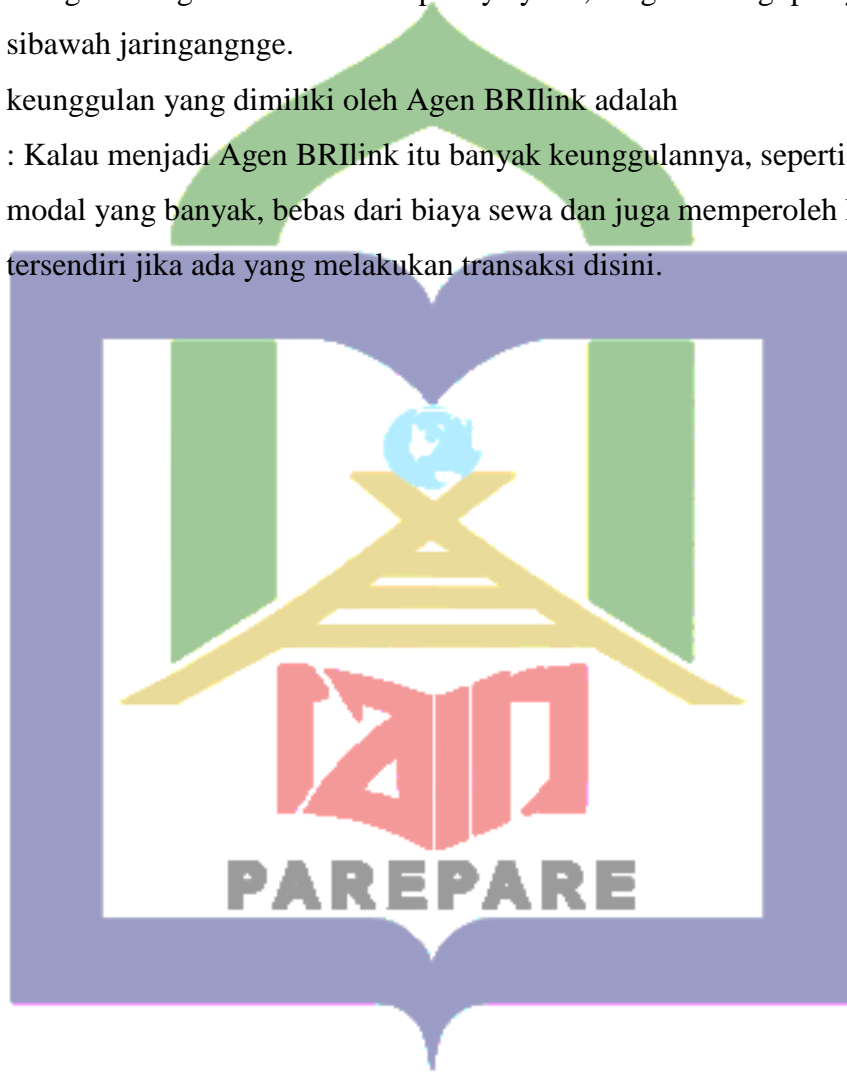 sibawah jaringangnge.
keunggulan yang dimiliki oleh Agen BRIlink adalah
: Kalau menjadi Agen BRIlink itu banyak keunggulannya, seperti
modal yang banyak, bebas dari biaya sewa dan juga memperoleh
tersendiri jika ada yang melakukan transaksi disini.
IAIN
PAREPARE